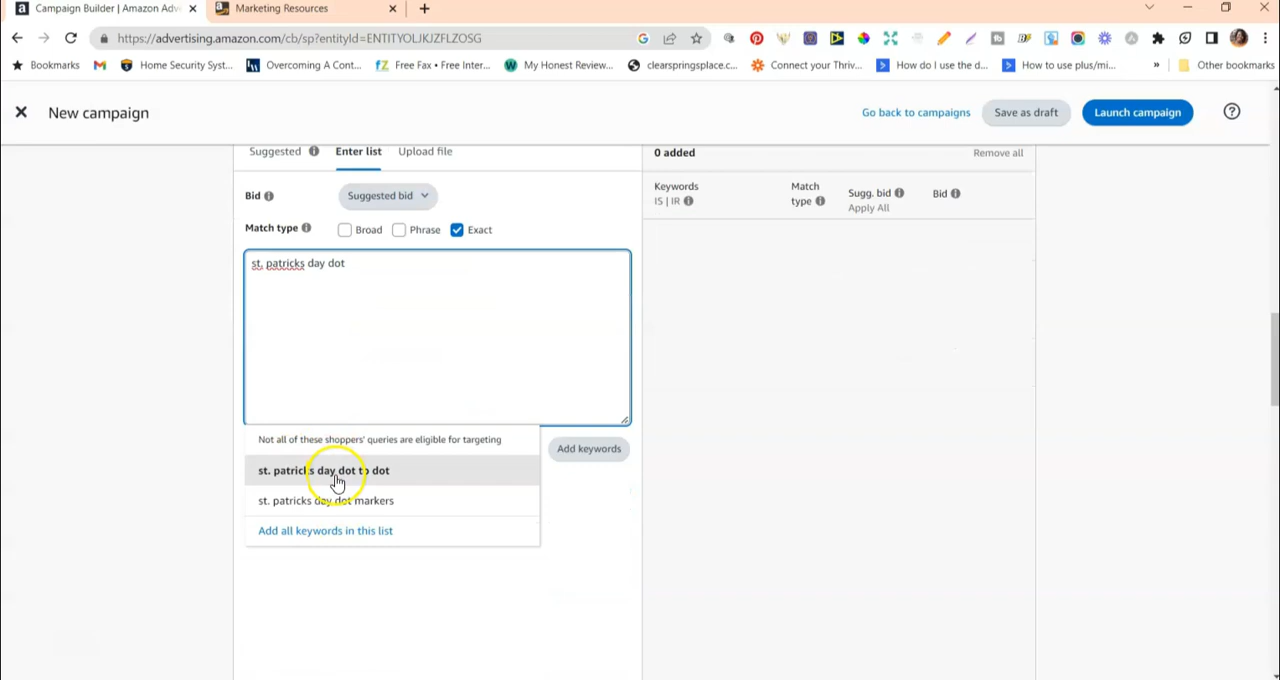 Campaign Builder | Amazon Adv
Marketing Resources
https://advertising.amazon.com/cb/sp?entityId=ENTITYOLJKJZFLZOSG
Bookmarks
Home Security Syst...
Overcoming A Cont...
Free Fax • Free Inter...
My Honest Review...
clearspringsplace.c...
Connect your Thriv...
How do I use the d...
How to use plus/mi...
»
Other bookmarks
New campaign
Go back to campaigns
Save as draft
Launch campaign
Suggested
Enter list
Upload file
0 added
Remove all
Bid
Suggested bid
Keywords
IS | IR
Match
type
Sugg. bid
Apply All
Bid
Match type
Broad
Phrase
Exact
st. patricks day dot
Not all of these shoppers' queries are eligible for targeting
st. patricks day dot to dot
st. patricks day dot markers
Add all keywords in this list
Add keywords